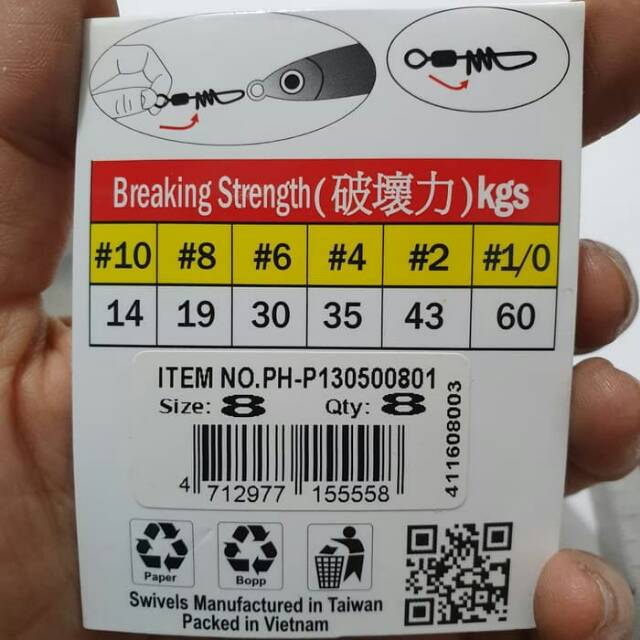 Breaking Strength(破壞力)kgs
#10 #8 #6 #4 #2 #1/0
14 19 30 35 43 60
ITEM NO.PH-P130500801
Size: 8 Qty: 8
4 712977 155558
411608003
Paper Bopp
Swivels Manufactured in Taiwan
Packed in Vietnam